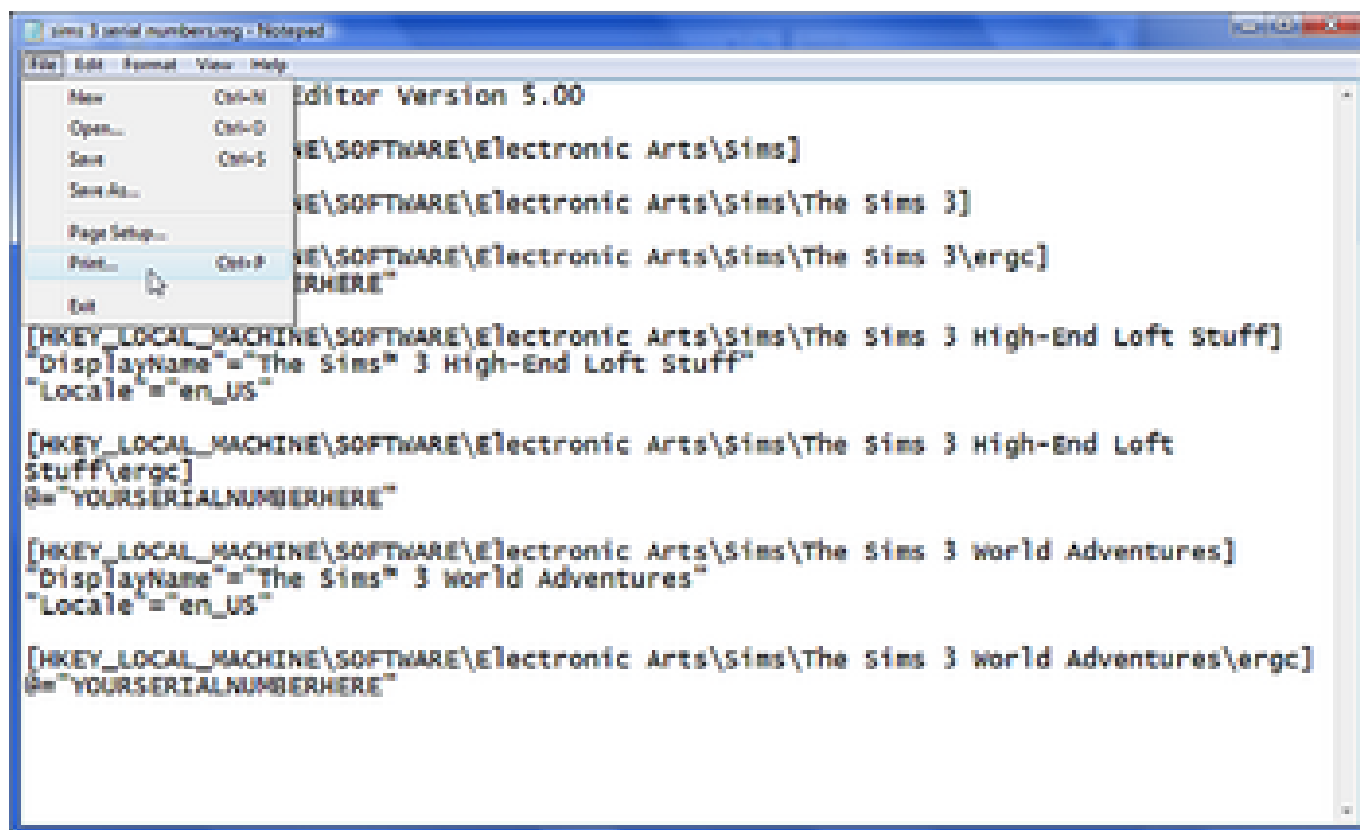 sims 3 serial numbers.reg - Notepad
File Edit Format View Help
New Ctrl+N
Open... Ctrl+O
Save Ctrl+S
Save As...
Page Setup...
Print... Ctrl+P
Exit
Editor Version 5.00
NE\SOFTWARE\Electronic Arts\Sims]
NE\SOFTWARE\Electronic Arts\Sims\The Sims 3]
NE\SOFTWARE\Electronic Arts\Sims\The Sims 3\ergc]
ERHERE"
[HKEY_LOCAL_MACHINE\SOFTWARE\Electronic Arts\Sims\The Sims 3 High-End Loft Stuff]
"DisplayName"="The Sims™ 3 High-End Loft Stuff"
"Locale"="en_US"
[HKEY_LOCAL_MACHINE\SOFTWARE\Electronic Arts\Sims\The Sims 3 High-End Loft
Stuff\ergc]
@="YOURSERIALNUMBERHERE"
[HKEY_LOCAL_MACHINE\SOFTWARE\Electronic Arts\Sims\The Sims 3 World Adventures]
"DisplayName"="The Sims™ 3 World Adventures"
"Locale"="en_US"
[HKEY_LOCAL_MACHINE\SOFTWARE\Electronic Arts\Sims\The Sims 3 World Adventures\ergc]
@="YOURSERIALNUMBERHERE"